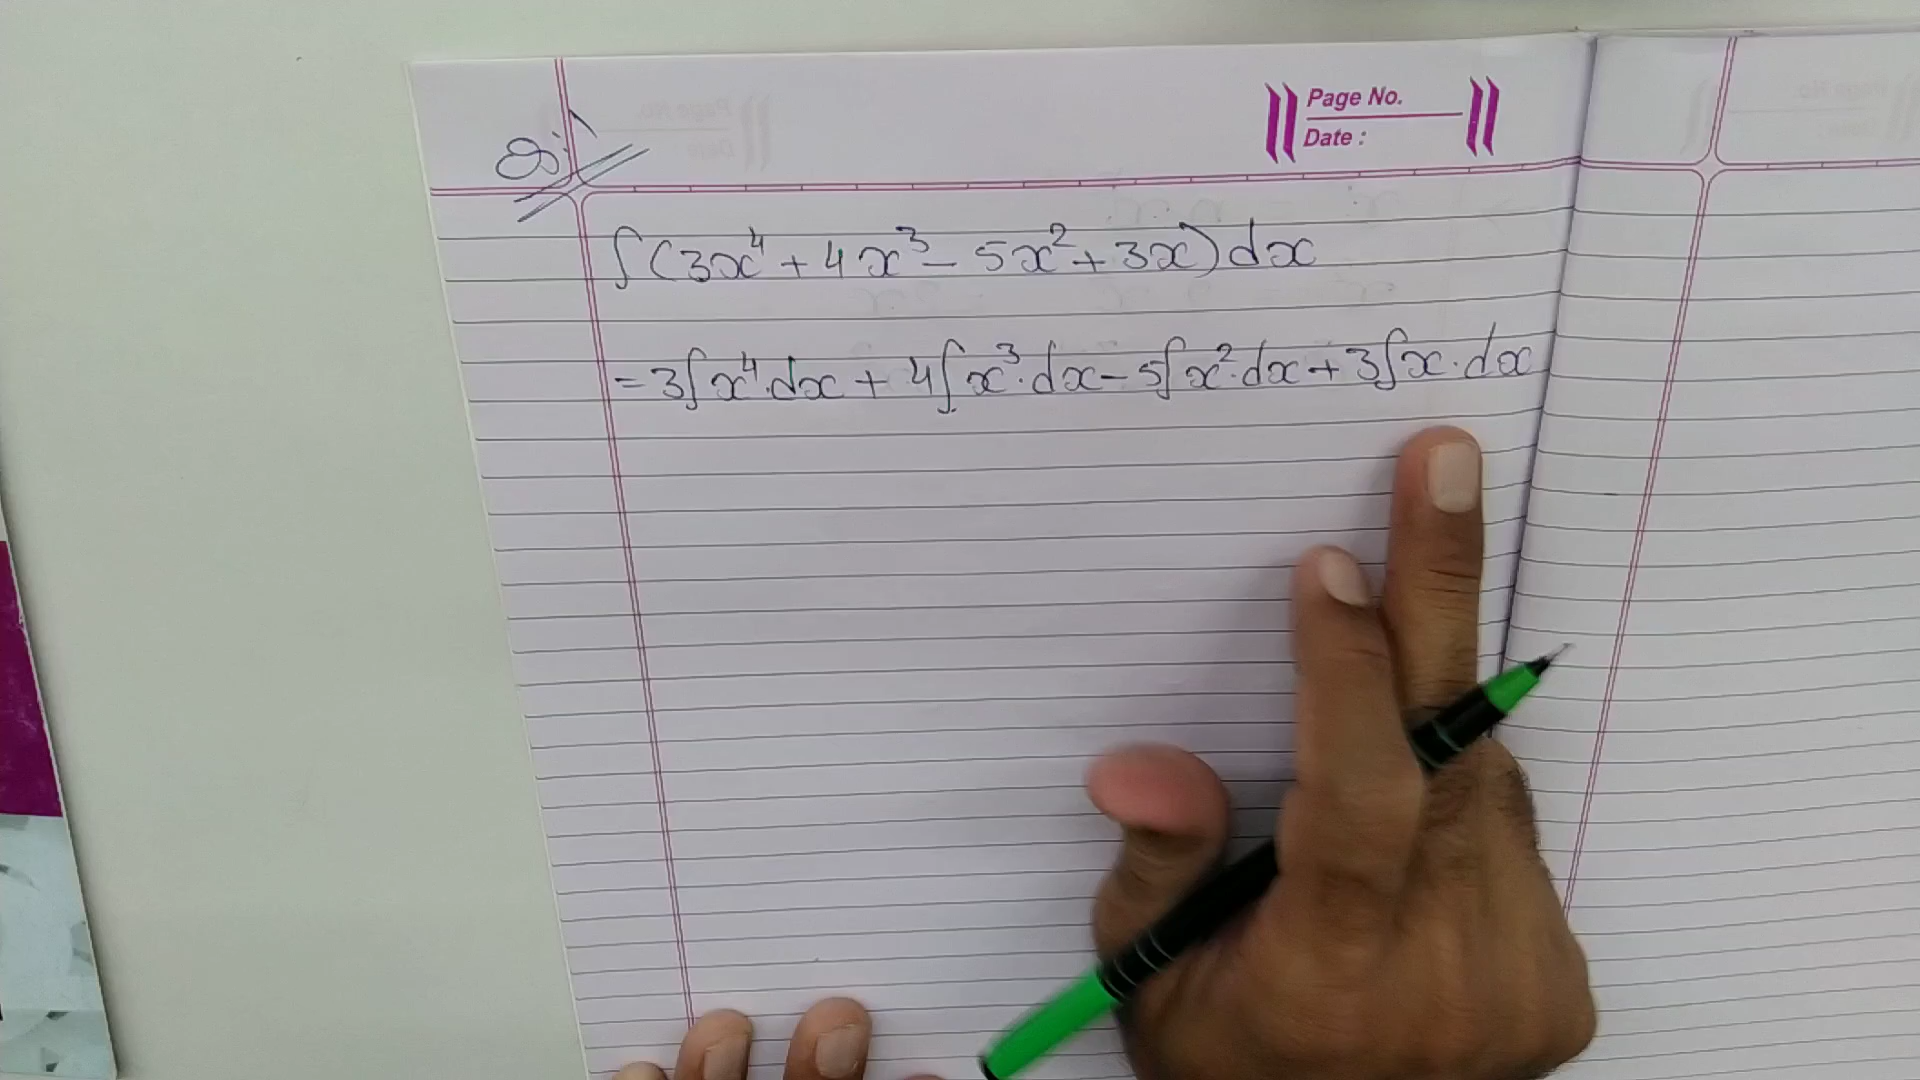 Page No.
Date :
∫(3x⁴ + 4x³ - 5x² + 3x) dx
= 3∫x⁴.dx + 4∫x³.dx - 5∫x².dx + 3∫x.dx